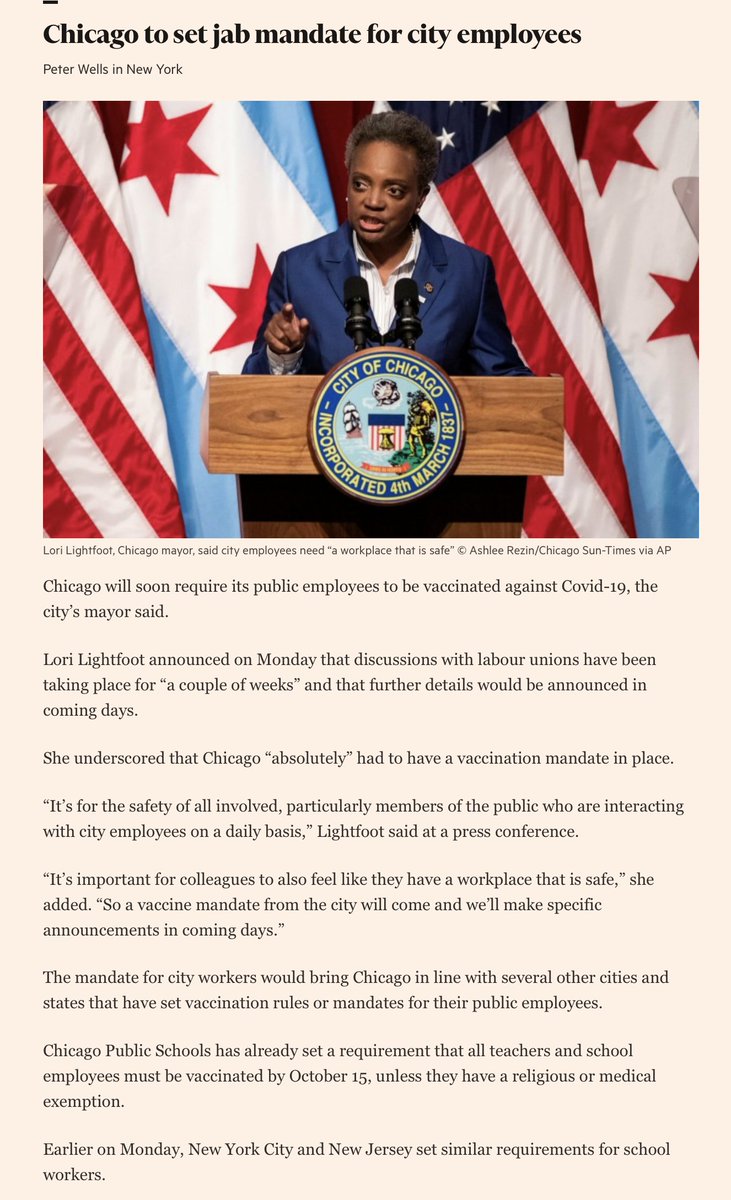 Chicago to set jab mandate for city employees
Peter Wells in New York
CITY OF CHICAGO
INCORPORATED 4th MARCH 1837
Lori Lightfoot, Chicago mayor, said city employees need “a workplace that is safe” © Ashlee Rezin/Chicago Sun-Times via AP
Chicago will soon require its public employees to be vaccinated against Covid-19, the
city’s mayor said.
Lori Lightfoot announced on Monday that discussions with labour unions have been
taking place for “a couple of weeks” and that further details would be announced in
coming days.
She underscored that Chicago “absolutely” had to have a vaccination mandate in place.
“It’s for the safety of all involved, particularly members of the public who are interacting
with city employees on a daily basis,” Lightfoot said at a press conference.
“It’s important for colleagues to also feel like they have a workplace that is safe,” she
added. “So a vaccine mandate from the city will come and we’ll make specific
announcements in coming days.”
The mandate for city workers would bring Chicago in line with several other cities and
states that have set vaccination rules or mandates for their public employees.
Chicago Public Schools has already set a requirement that all teachers and school
employees must be vaccinated by October 15, unless they have a religious or medical
exemption.
Earlier on Monday, New York City and New Jersey set similar requirements for school
workers.